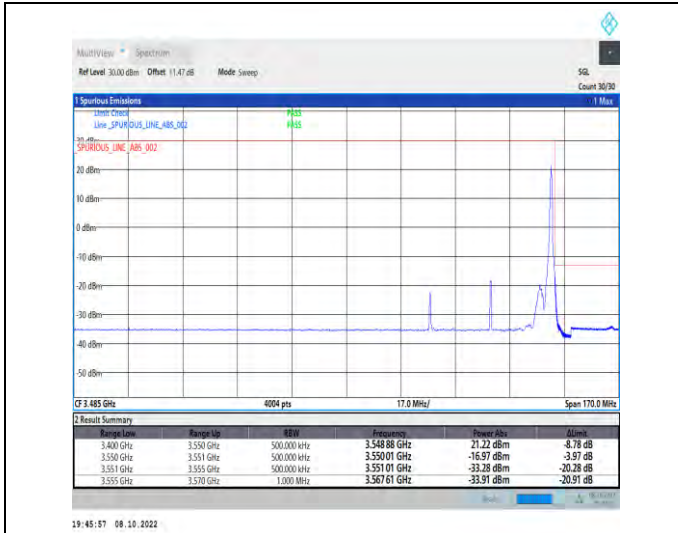 MultiView Spectrum
Ref Level 30.00 dBm Offset 11.47 dB Mode Sweep SGL
Count 30/30
1 Spurious Emissions 1 Max
Limit Check PASS
Line _SPURIOUS_LINE_ABS_002 PASS
30 dBm
_SPURIOUS_LINE_ABS_002
20 dBm
10 dBm
0 dBm
-10 dBm
-20 dBm
-30 dBm
-40 dBm
-50 dBm
CF 3.485 GHz 4004 pts 17.0 MHz/ Span 170.0 MHz
2 Result Summary
Range Low Range Up RBW Frequency Power Abs ΔLimit
3.400 GHz 3.550 GHz 500.000 kHz 3.548 88 GHz 21.22 dBm -8.78 dB
3.550 GHz 3.551 GHz 500.000 kHz 3.550 01 GHz -16.97 dBm -3.97 dB
3.551 GHz 3.555 GHz 500.000 kHz 3.551 01 GHz -33.28 dBm -20.28 dB
3.555 GHz 3.570 GHz 1.000 MHz 3.567 61 GHz -33.91 dBm -20.91 dB
19:45:57 08.10.2022